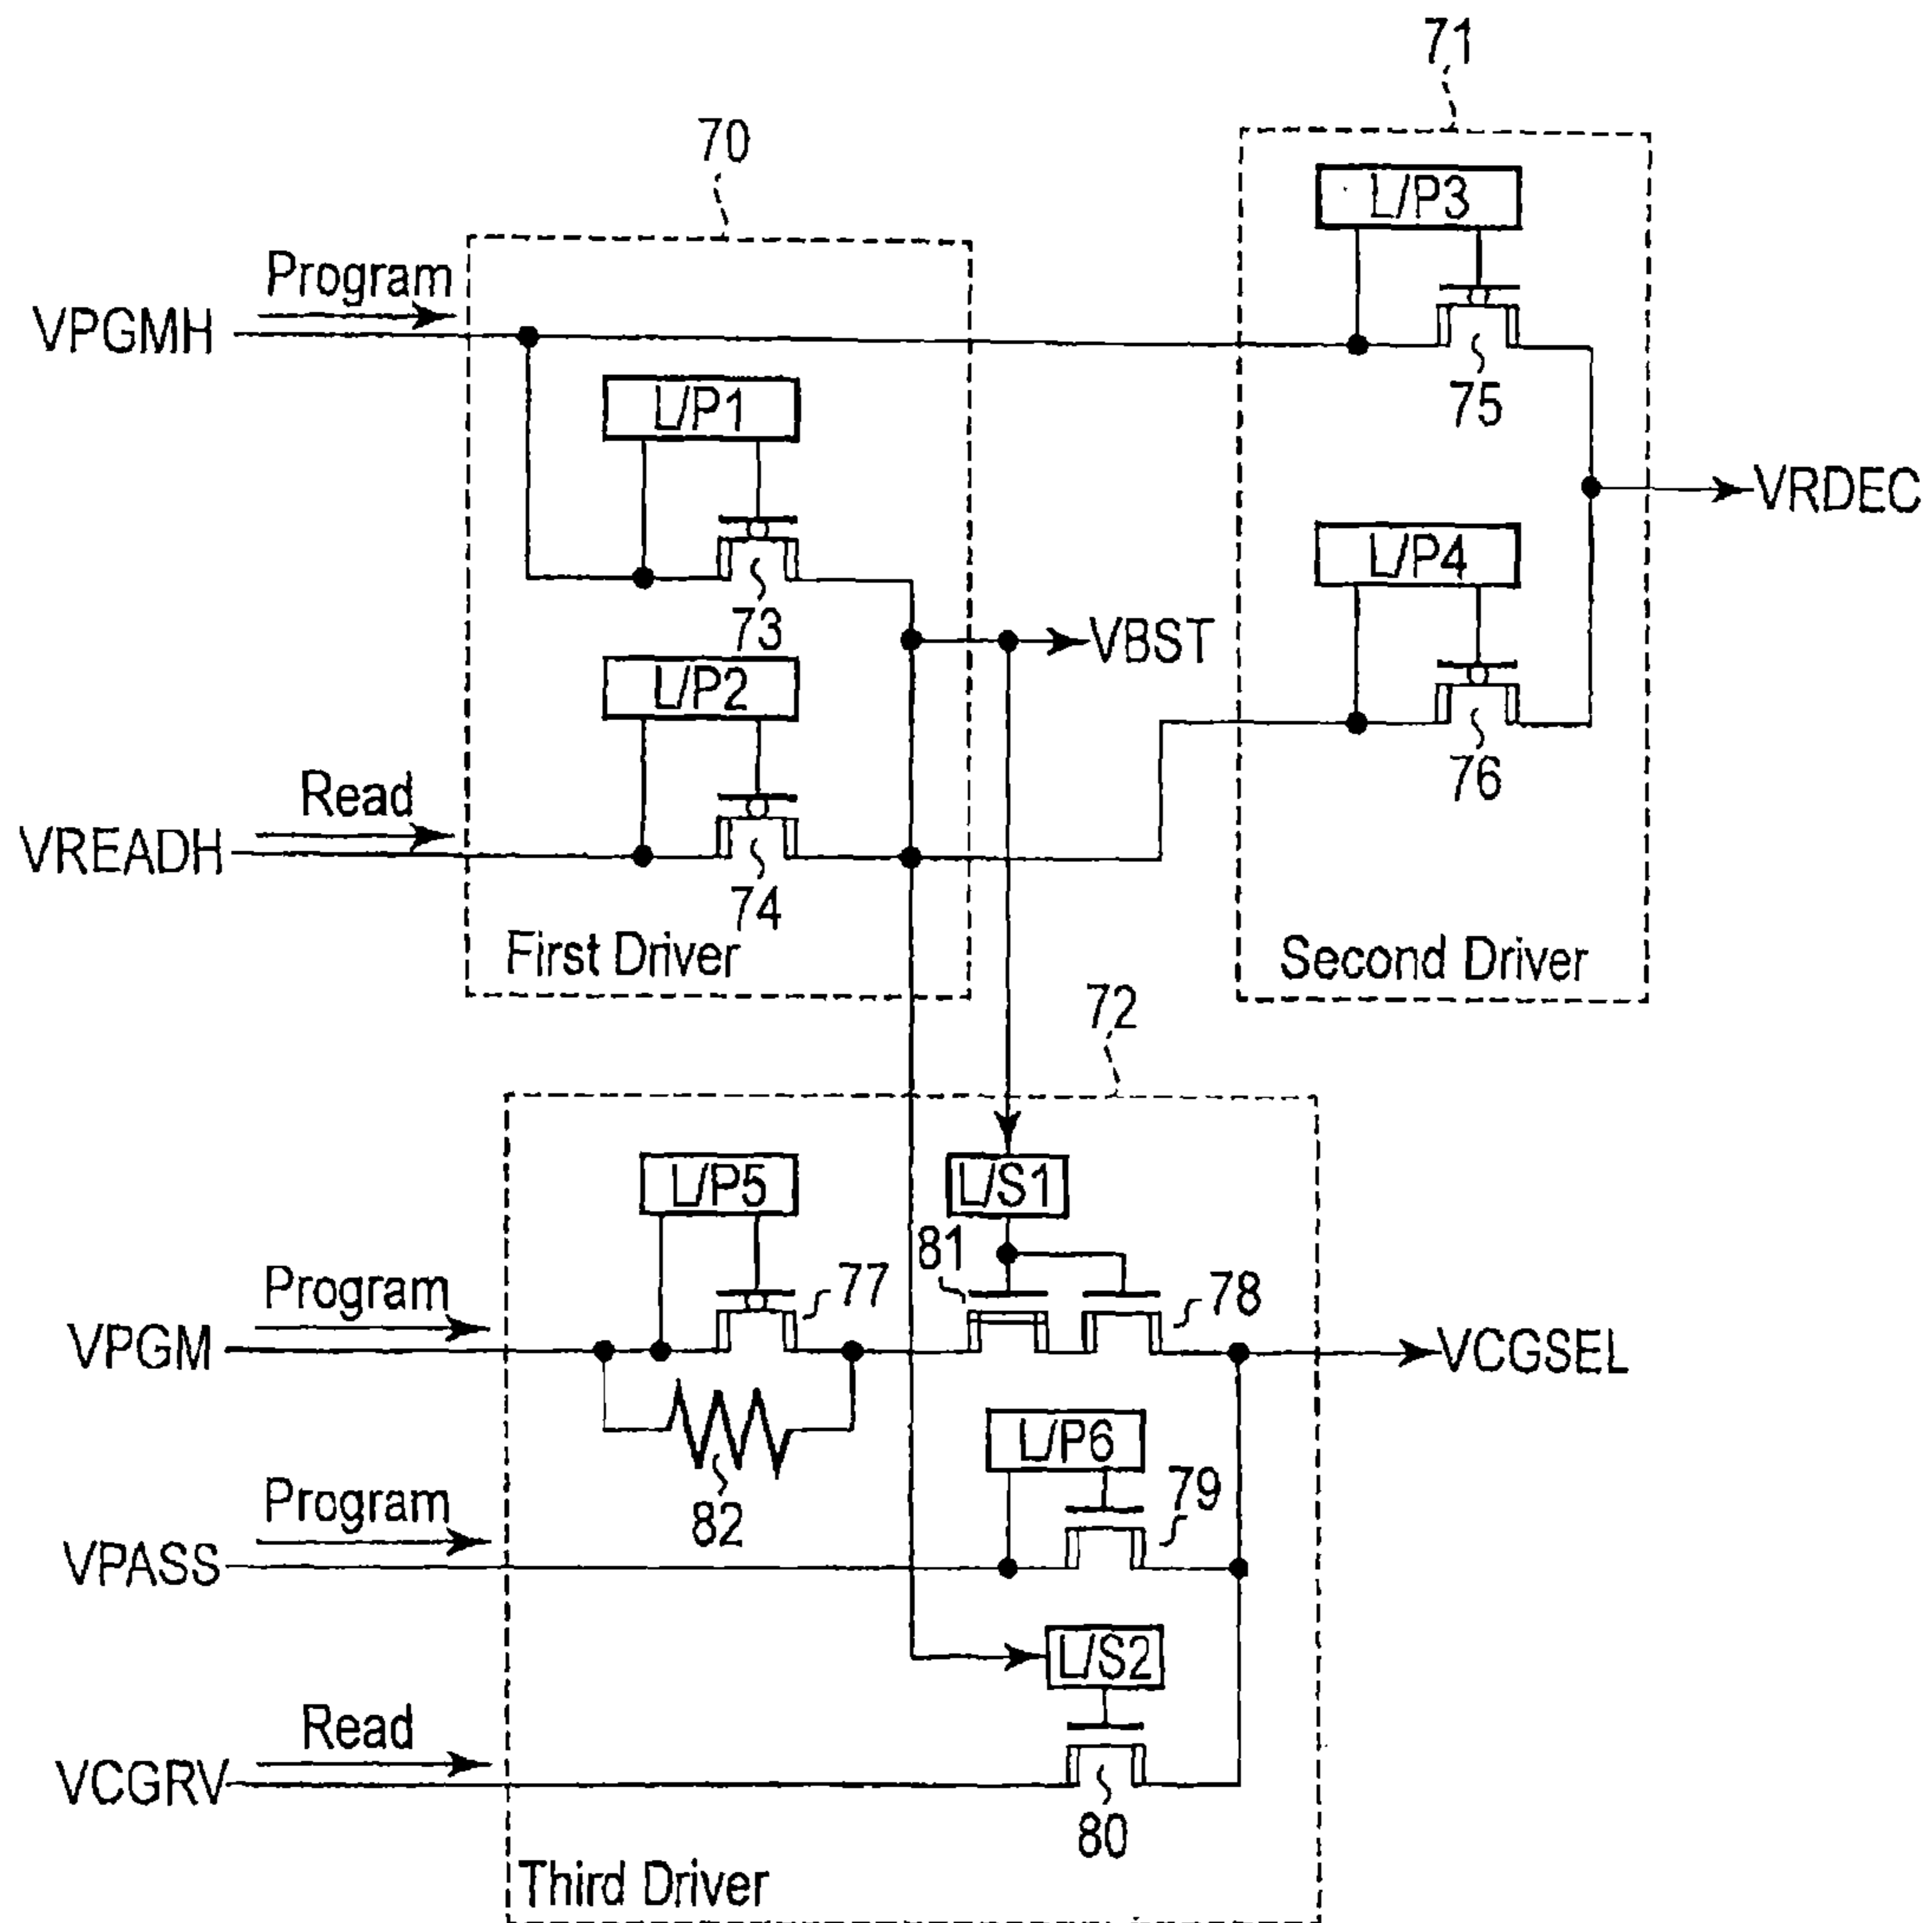 71
70
L/P3
Program
VPGMH
L/P1
75
VRDEC
L/P4
73
VBST
L/P2
76
Read
VREADH
74
First Driver
Second Driver
72
L/P5
L/S1
81
77
78
Program
VPGM
VCGSEL
L/P6
79
Program
82
VPASS
L/S2
Read
VCGRV
80
Third Driver